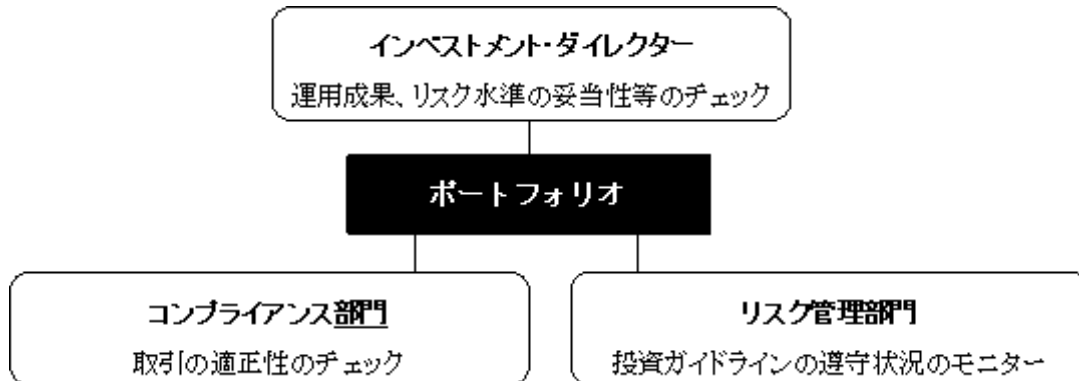 インベストメント・ダイレクター
運用成果、リスク水準の妥当性等のチェック
ポートフォリオ
コンプライアンス部門
取引の適正性のチェック
リスク管理部門
投資ガイドラインの遵守状況のモニター